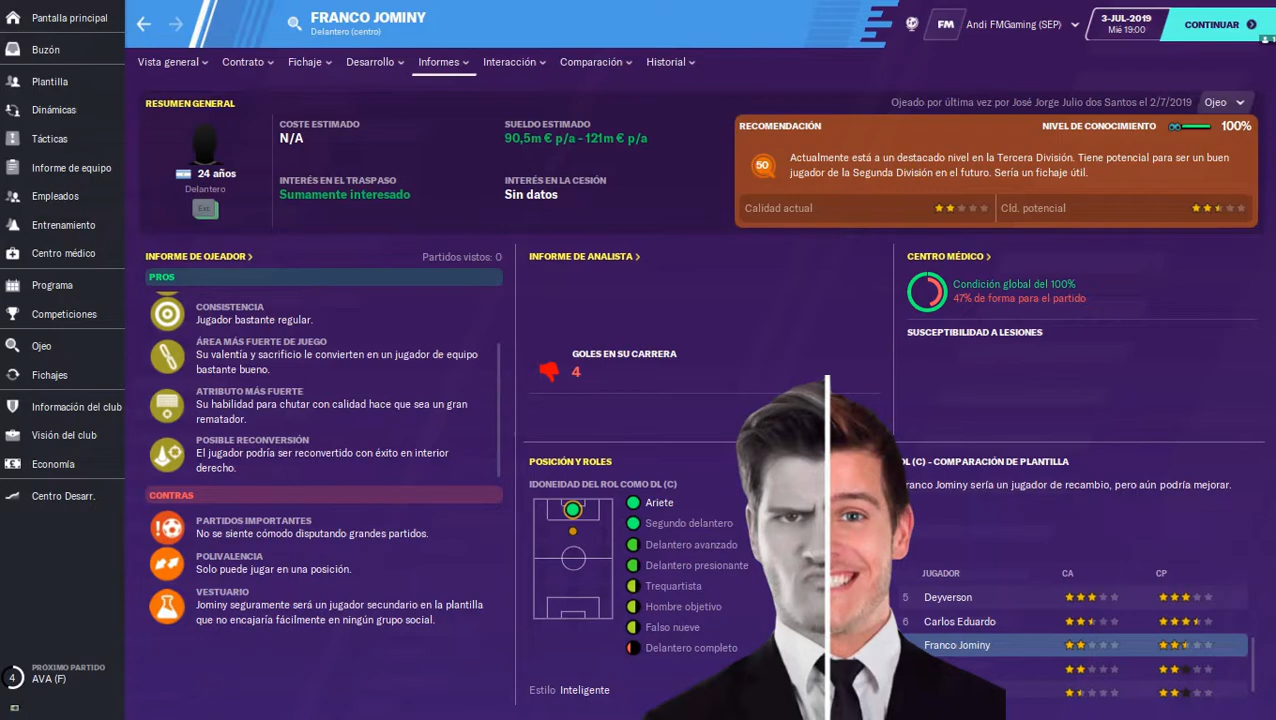 Pantalla principal
Buzón
Plantilla
Dinámicas
Tácticas
Informe de equipo
Empleados
Entrenamiento
Centro médico
Programa
Competiciones
Ojeo
Fichajes
Información del club
Visión del club
Economía
Centro Desarr.
PRÓXIMO PARTIDO
4
AVA (F)
FRANCO JOMINY
Delantero (centro)
FM
Andi FMGaming (SEP)
3-JUL-2019
Mié 19:00
CONTINUAR
1
Vista general
Contrato
Fichaje
Desarrollo
Informes
Interacción
Comparación
Historial
RESUMEN GENERAL
Ojeado por última vez por José Jorge Julio dos Santos el 2/7/2019
Ojeo
24 años
Delantero
Ext
COSTE ESTIMADO
N/A
SUELDO ESTIMADO
90,5m € p/a - 121m € p/a
INTERÉS EN EL TRASPASO
Sumamente interesado
INTERÉS EN LA CESIÓN
Sin datos
RECOMENDACIÓN
NIVEL DE CONOCIMIENTO
100%
50
Actualmente está a un destacado nivel en la Tercera División. Tiene potencial para ser un buen
jugador de la Segunda División en el futuro. Sería un fichaje útil.
Calidad actual
Cld. potencial
INFORME DE OJEADOR
Partidos vistos: 0
PROS
CONSISTENCIA
Jugador bastante regular.
ÁREA MÁS FUERTE DE JUEGO
Su valentía y sacrificio le convierten en un jugador de equipo
bastante bueno.
ATRIBUTO MÁS FUERTE
Su habilidad para chutar con calidad hace que sea un gran
rematador.
POSIBLE RECONVERSIÓN
El jugador podría ser reconvertido con éxito en interior
derecho.
CONTRAS
PARTIDOS IMPORTANTES
No se siente cómodo disputando grandes partidos.
POLIVALENCIA
Solo puede jugar en una posición.
VESTUARIO
Jominy seguramente será un jugador secundario en la plantilla
que no encajaría fácilmente en ningún grupo social.
INFORME DE ANALISTA
GOLES EN SU CARRERA
4
POSICIÓN Y ROLES
IDONEIDAD DEL ROL COMO DL (C)
Ariete
Segundo delantero
Delantero avanzado
Delantero presionante
Trequartista
Hombre objetivo
Falso nueve
Delantero completo
Estilo Inteligente
CENTRO MÉDICO
Condición global del 100%
47% de forma para el partido
SUSCEPTIBILIDAD A LESIONES
DL (C) - COMPARACIÓN DE PLANTILLA
Franco Jominy sería un jugador de recambio, pero aún podría mejorar.
JUGADOR
CA
CP
5 Deyverson
6 Carlos Eduardo
Franco Jominy